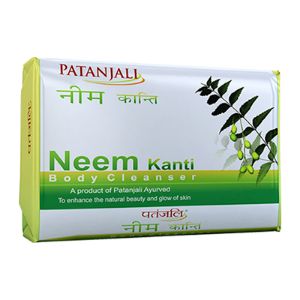 PATANJALI
नीम कान्ति
Neem Kanti
Body Cleanser
A product of Patanjali Ayurved
To enhance the natural beauty and glow of skin
पतंजलि
नीम कान्ति